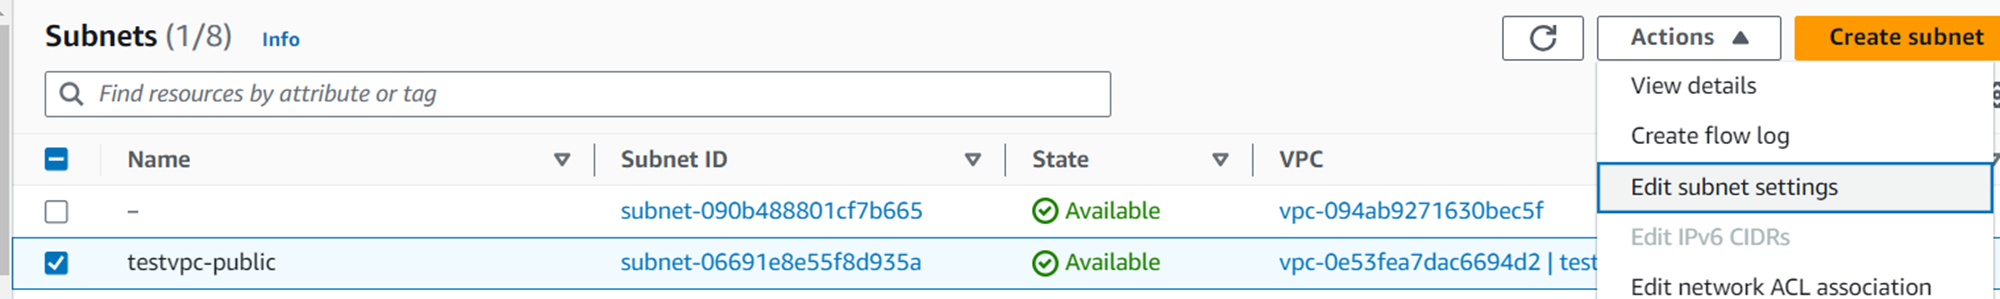 Subnets (1/8) Info
Actions
Create subnet
Find resources by attribute or tag
View details
Create flow log
Edit subnet settings
Edit IPv6 CIDRs
Edit network ACL association
Name Subnet ID State VPC
– subnet-090b488801cf7b665 Available vpc-094ab9271630bec5f
testvpc-public subnet-06691e8e55f8d935a Available vpc-0e53fea7dac6694d2 | test